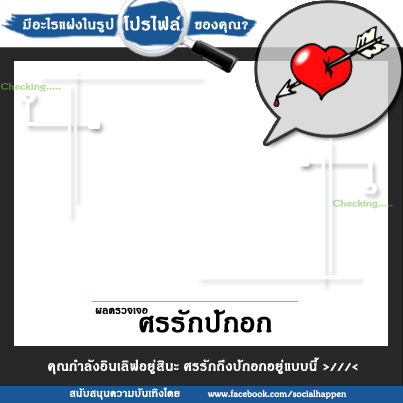 มีอะไรแฝงในรูป โปรไฟล์ ของคุณ?
Checking.....
Checking.....
ผลตรวจเจอ
ศรรักปักอก
คุณกำลังอินเลิฟอยู่สินะ ศรรักถึงปักอกอยู่แบบนี้ >///<
สนับสนุนความบันเทิงโดย www.facebook.com/socialhappen